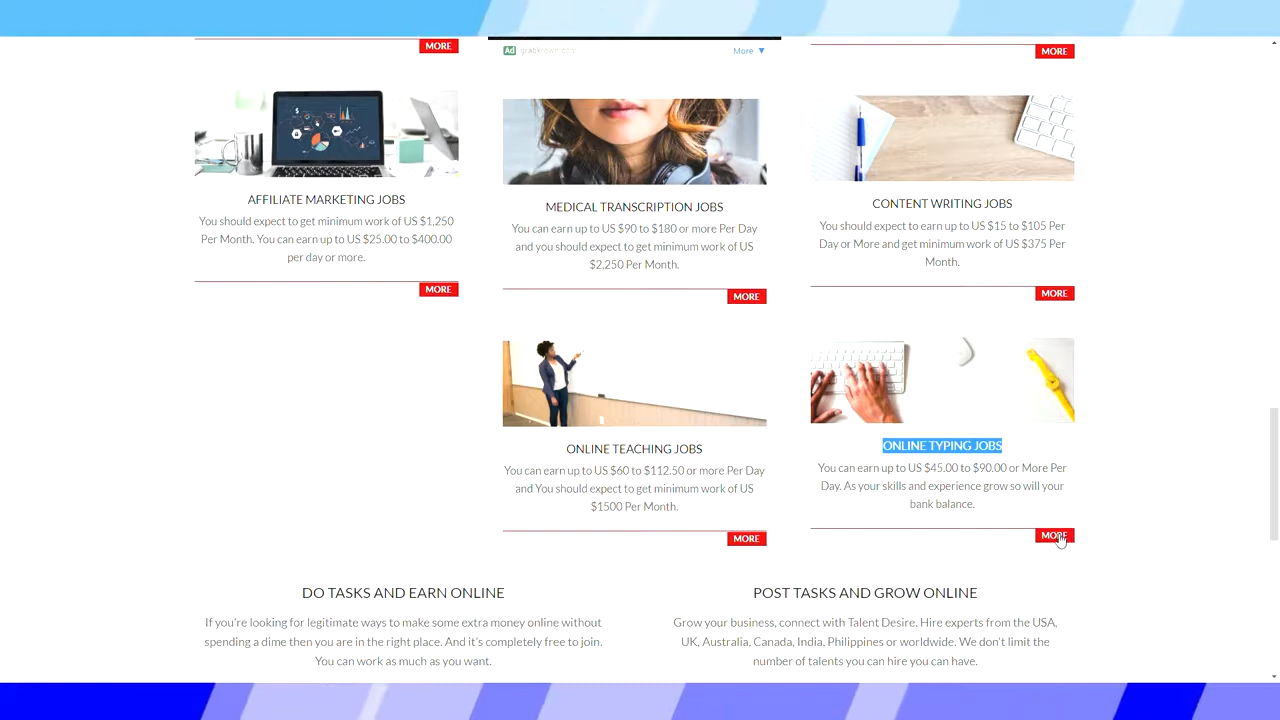 MORE
Ad
More ▼
MORE
AFFILIATE MARKETING JOBS
You should expect to get minimum work of US $1,250
Per Month. You can earn up to US $25.00 to $400.00
per day or more.
MORE
MEDICAL TRANSCRIPTION JOBS
You can earn up to US $90 to $180 or more Per Day
and you should expect to get minimum work of US
$2,250 Per Month.
MORE
CONTENT WRITING JOBS
You should expect to earn up to US $15 to $105 Per
Day or More and get minimum work of US $375 Per
Month.
MORE
ONLINE TEACHING JOBS
You can earn up to US $60 to $112.50 or more Per Day
and You should expect to get minimum work of US
$1500 Per Month.
MORE
ONLINE TYPING JOBS
You can earn up to US $45.00 to $90.00 or More Per
Day. As your skills and experience grow so will your
bank balance.
MORE
DO TASKS AND EARN ONLINE
If you're looking for legitimate ways to make some extra money online without
spending a dime then you are in the right place. And it's completely free to join.
You can work as much as you want.
POST TASKS AND GROW ONLINE
Grow your business, connect with Talent Desire. Hire experts from the USA,
UK, Australia, Canada, India, Philippines or worldwide. We don't limit the
number of talents you can hire you can have.